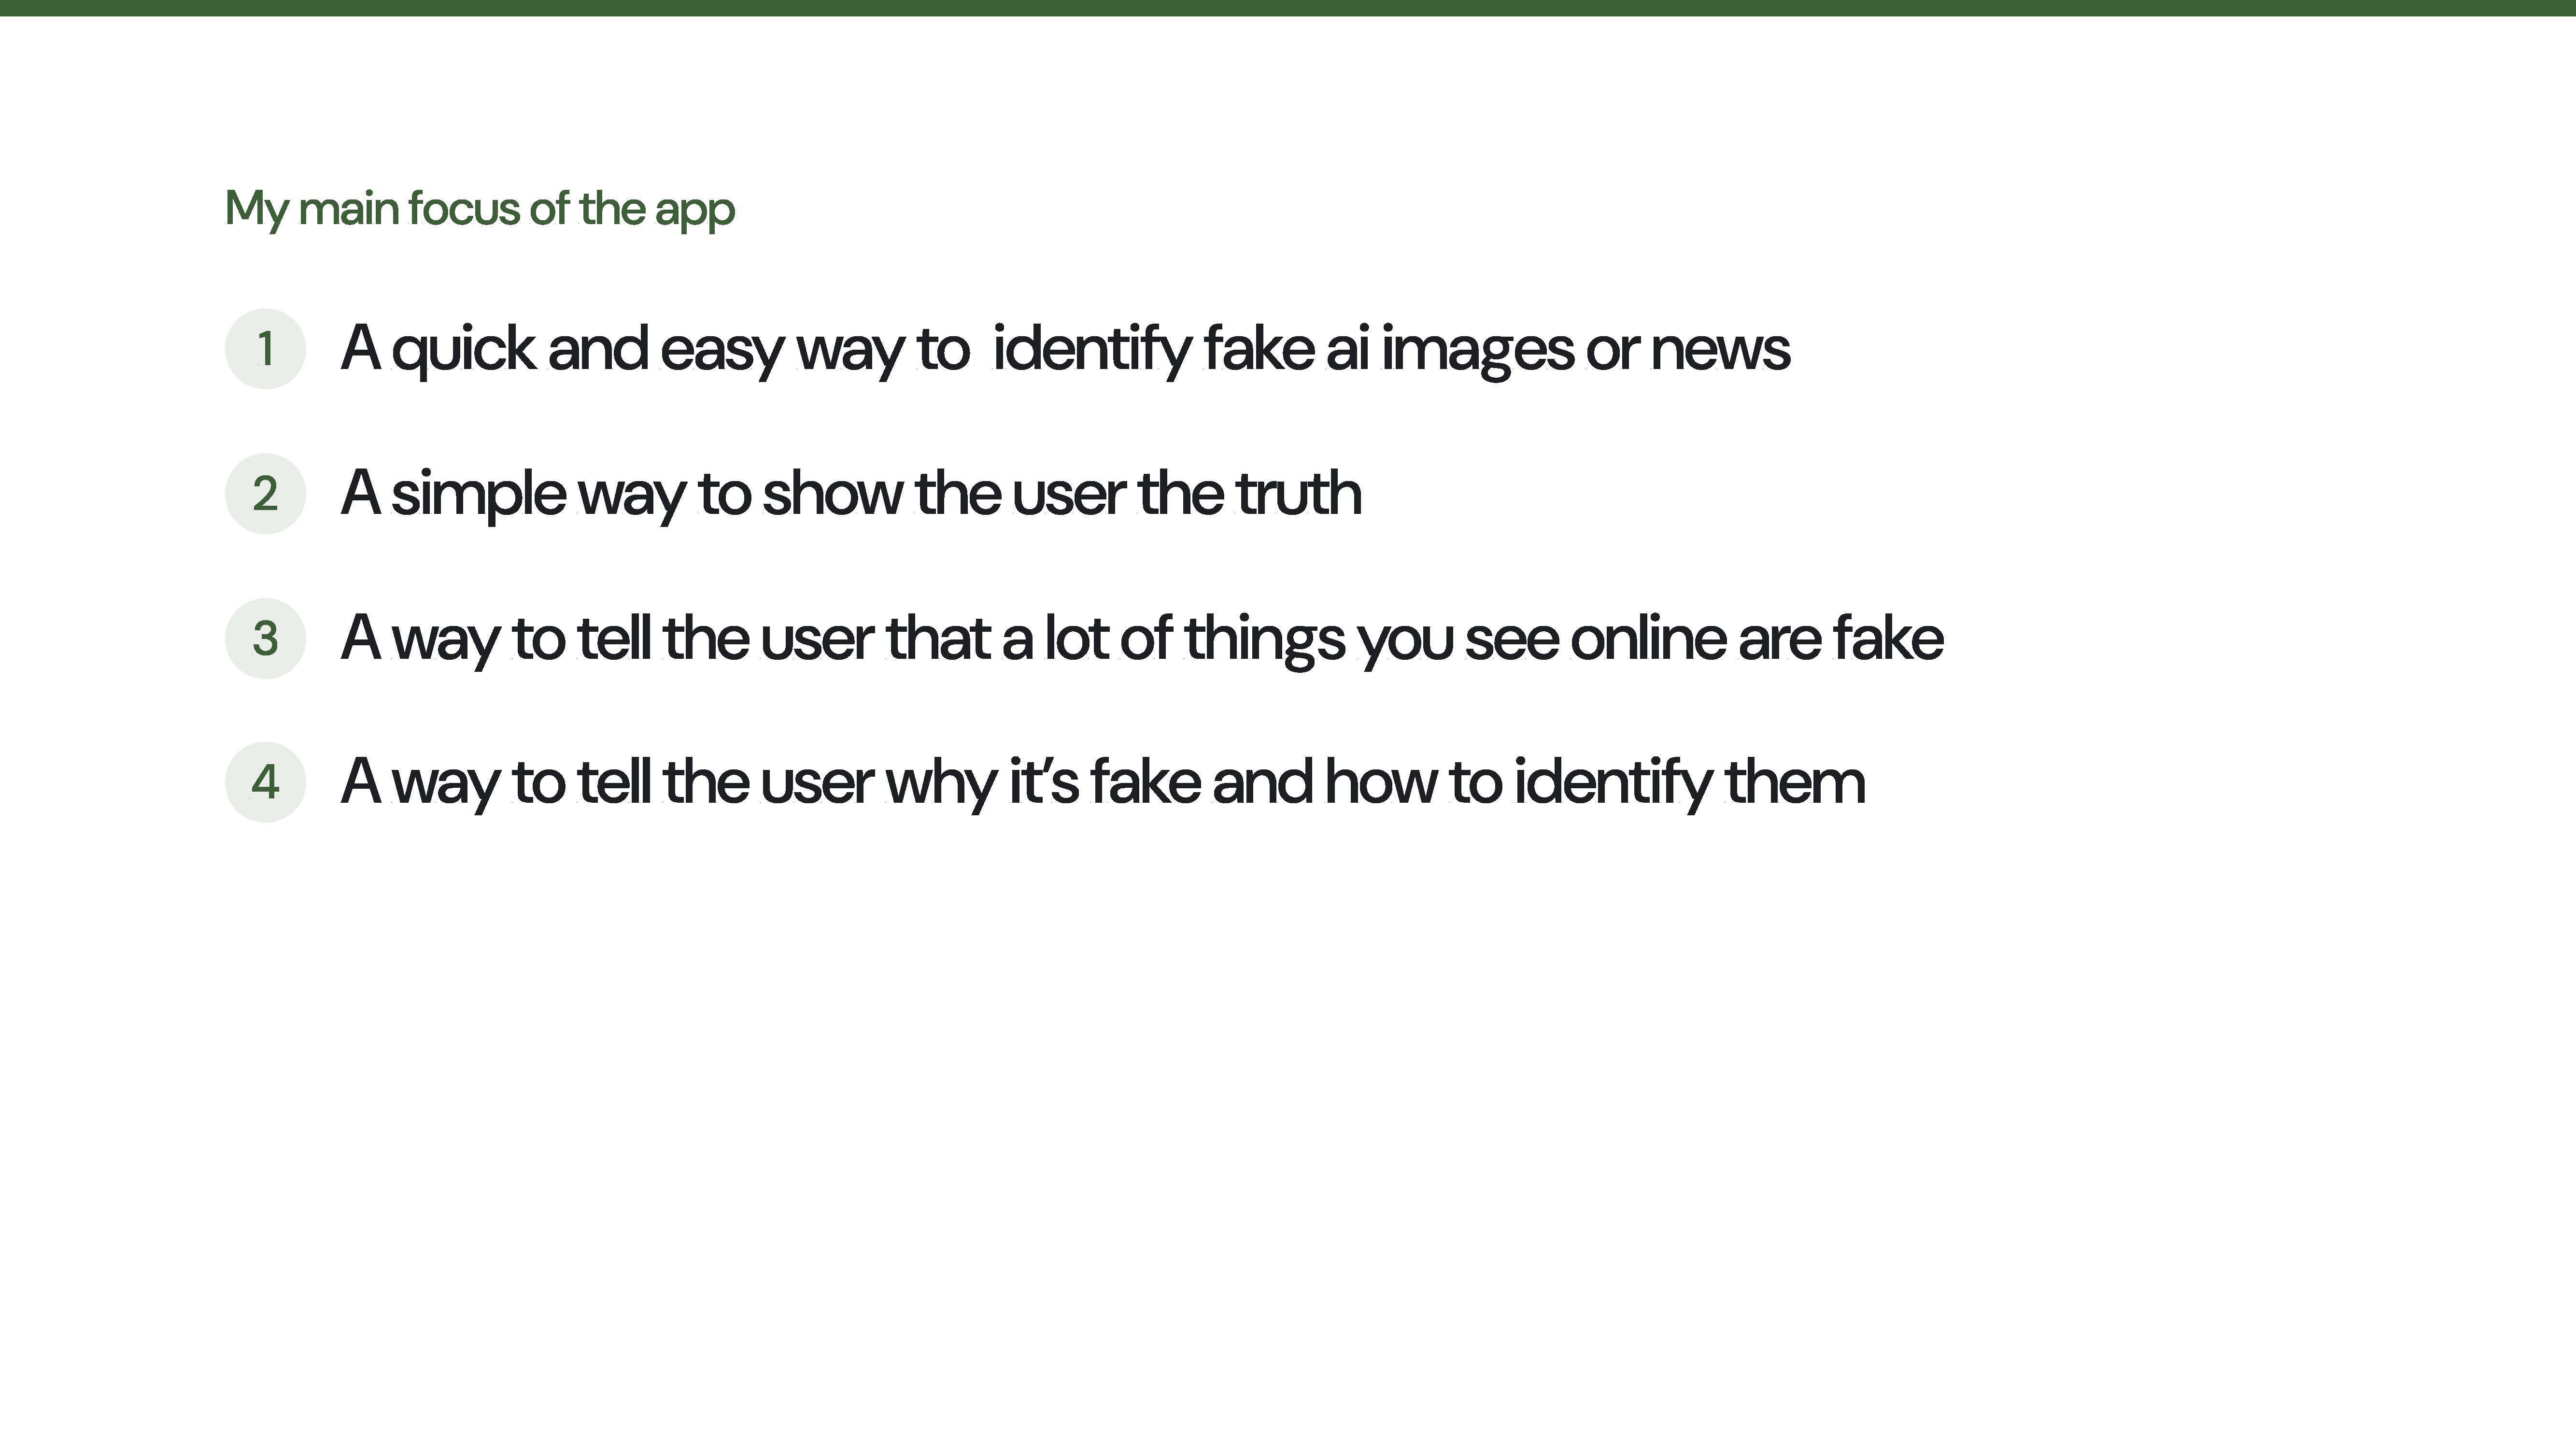 My main focus of the app
1 A quick and easy way to  identify fake ai images or news
2 A simple way to show the user the truth
3 A way to tell the user that a lot of things you see online are fake
4 A way to tell the user why it’s fake and how to identify them